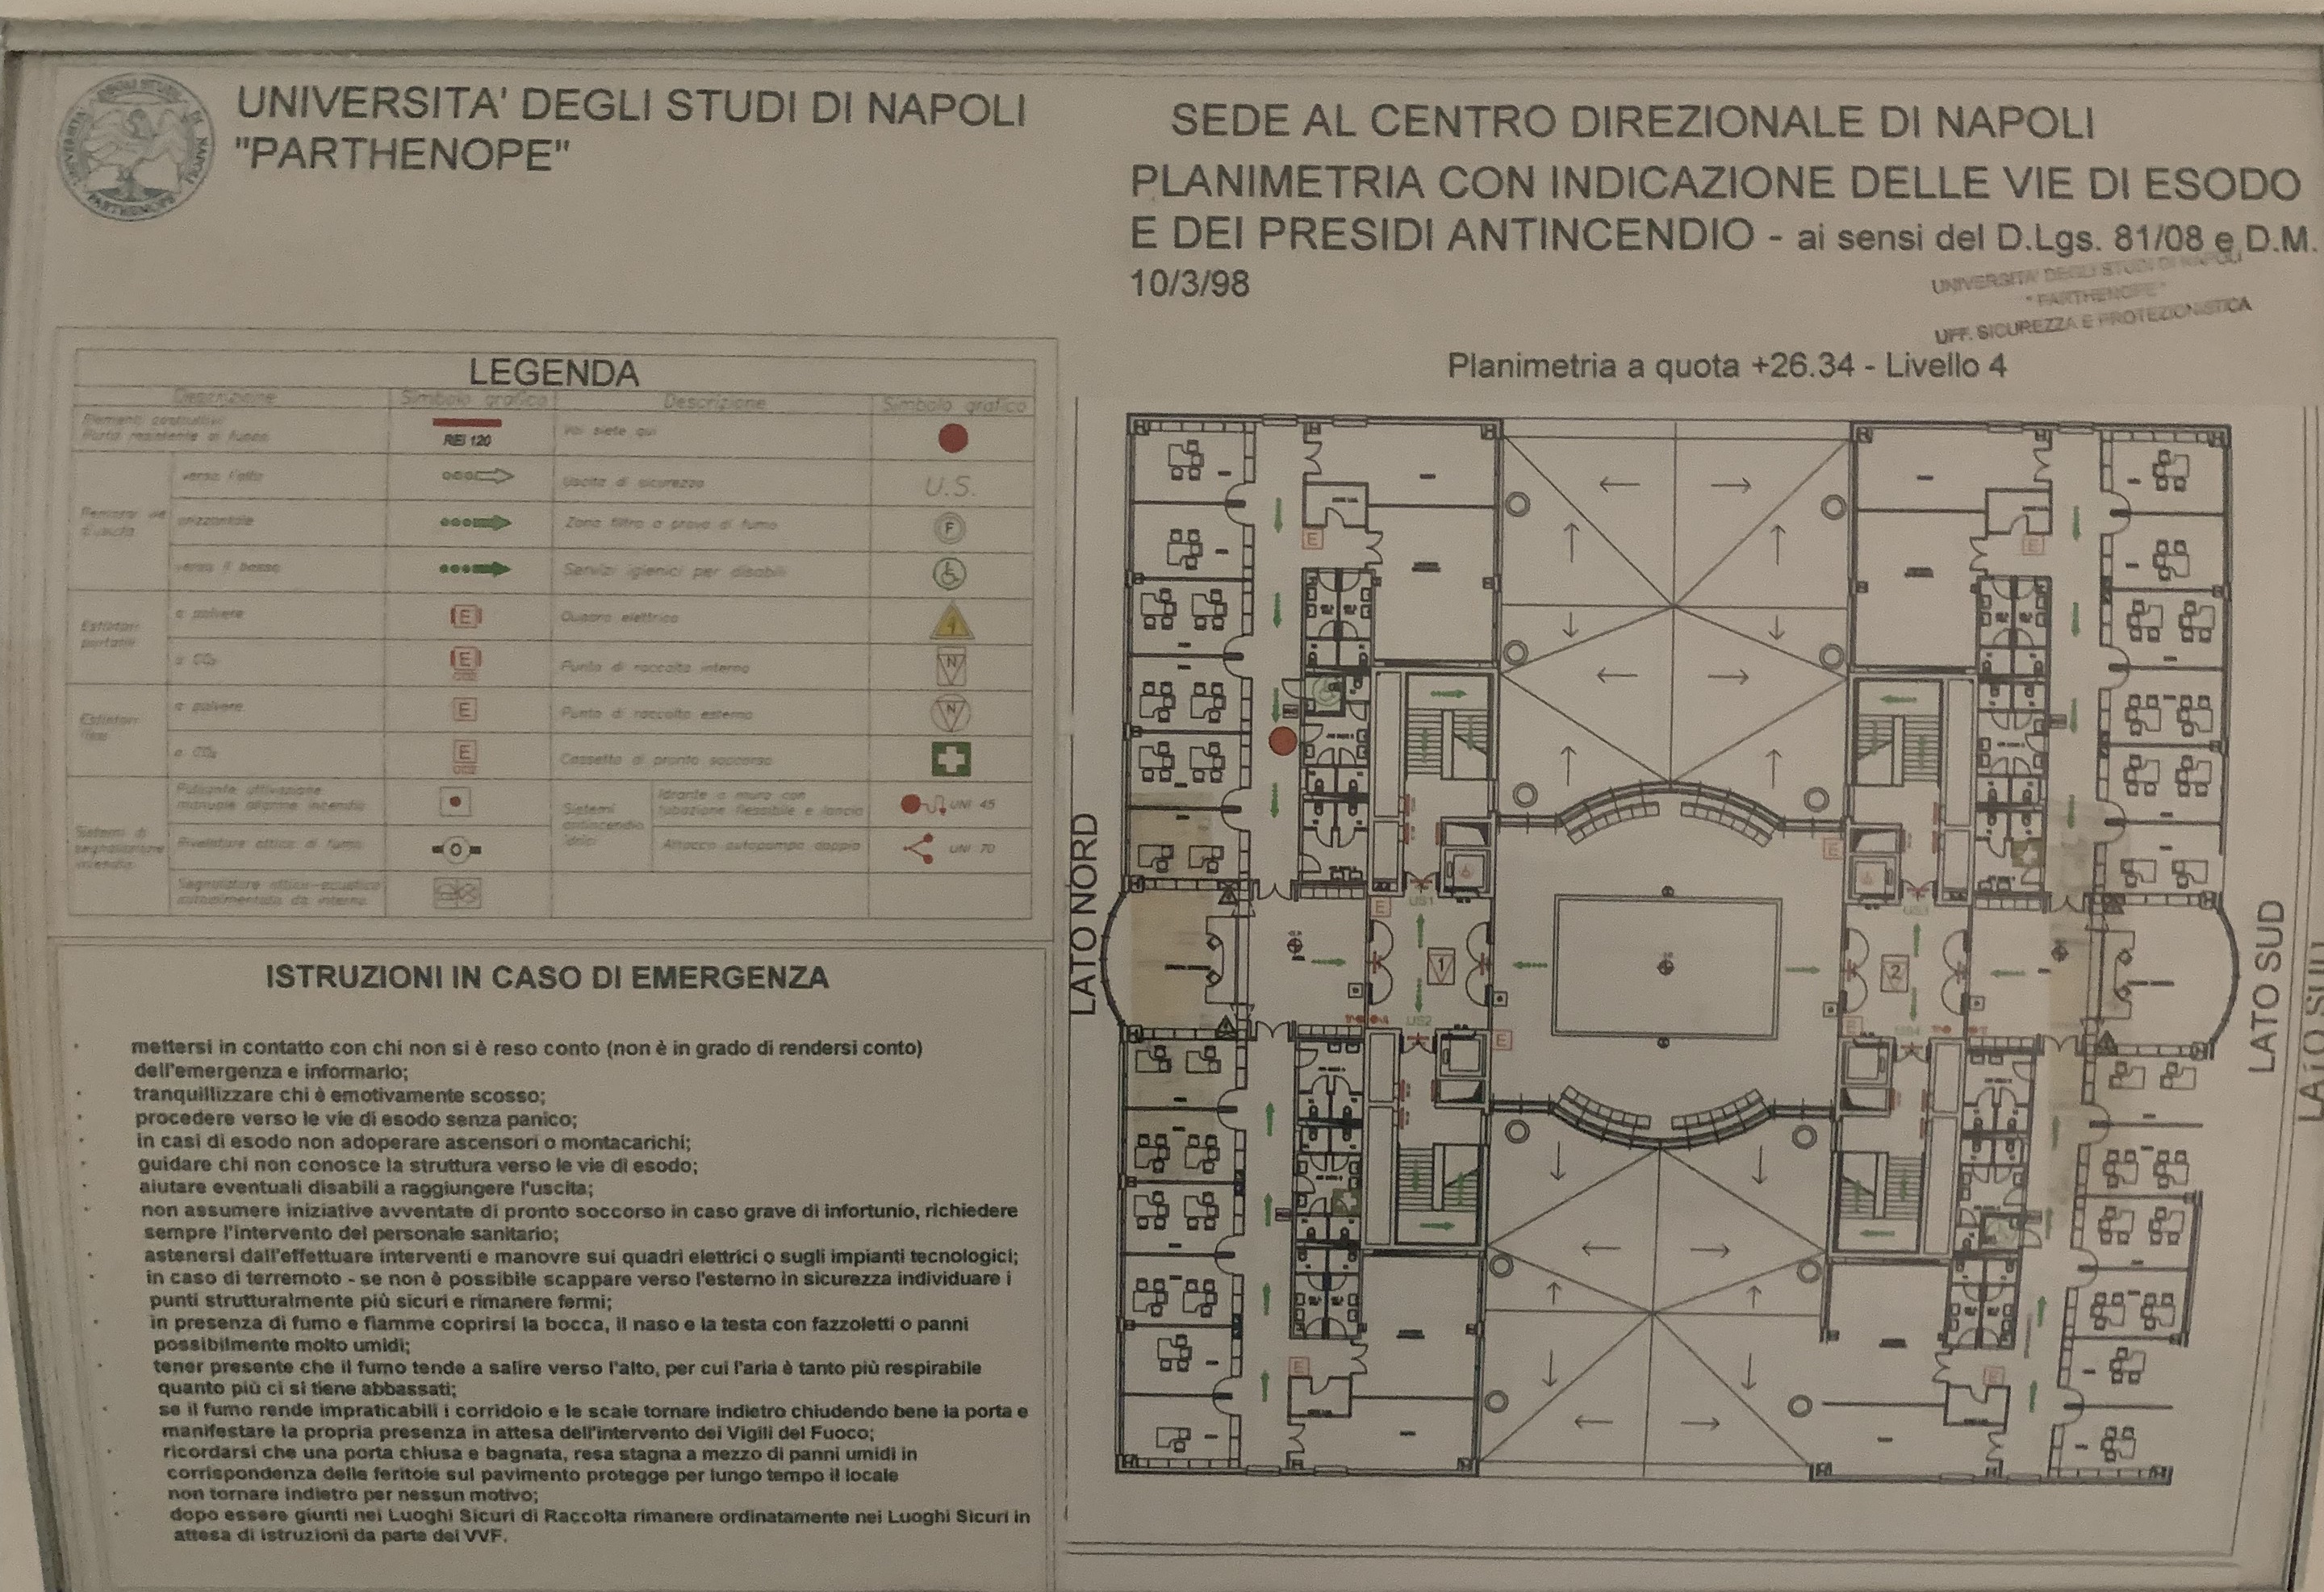 UNIVERSITA' DEGLI STUDI DI NAPOLI
"PARTHENOPE"
SEDE AL CENTRO DIREZIONALE DI NAPOLI
PLANIMETRIA CON INDICAZIONE DELLE VIE DI ESODO
E DEI PRESIDI ANTINCENDIO - ai sensi del D.Lgs. 81/08 e D.M.
10/3/98
UNIVERSITA' DEGLI STUDI DI NAPOLI
"PARTHENOPE"
UFF. SICUREZZA E PROTEZIONISTICA
Planimetria a quota +26.34 - Livello 4
LEGENDA
Descrizione Simbolo grafico Descrizione Simbolo grafico
Elementi costruttivi
Porta resistente al fuoco REI 120 Voi siete qui
verso l'alto Uscita di sicurezza U.S.
orizzontale Zona filtro a prova di fumo F
verso il basso Servizi igienici per disabili
Estintori
portatili a polvere E Quadro elettrico
a CO2 E CO2 Punto di raccolta interno N
Estintori
fissi a polvere E Punto di raccolta esterno N
a CO2 E CO2 Cassetta di pronto soccorso
Pulsante attivazione
manuale allarme incendio
Sistemi
antincendio
idrici
Idrante a muro con
tubazione flessibile e lancia UNI 45
Sistemi di
segnalazione
incendio
Rivelatore ottico di fumo Attacco autopompa doppio UNI 70
Segnalatore ottico-acustico
autoalimentato da interno
ISTRUZIONI IN CASO DI EMERGENZA
mettersi in contatto con chi non si è reso conto (non è in grado di rendersi conto)
dell'emergenza e informarlo;
tranquillizzare chi è emotivamente scosso;
procedere verso le vie di esodo senza panico;
in casi di esodo non adoperare ascensori o montacarichi;
guidare chi non conosce la struttura verso le vie di esodo;
aiutare eventuali disabili a raggiungere l'uscita;
non assumere iniziative avventate di pronto soccorso in caso grave di infortunio, richiedere
sempre l'intervento del personale sanitario;
astenersi dall'effettuare interventi e manovre sui quadri elettrici o sugli impianti tecnologici;
in caso di terremoto - se non è possibile scappare verso l'esterno in sicurezza individuare i
punti strutturalmente più sicuri e rimanere fermi;
in presenza di fumo e fiamme coprirsi la bocca, il naso e la testa con fazzoletti o panni
possibilmente molto umidi;
tener presente che il fumo tende a salire verso l'alto, per cui l'aria è tanto più respirabile
quanto più ci si tiene abbassati;
se il fumo rende impraticabili i corridoio e le scale tornare indietro chiudendo bene la porta e
manifestare la propria presenza in attesa dell'intervento dei Vigili del Fuoco;
ricordarsi che una porta chiusa e bagnata, resa stagna a mezzo di panni umidi in
corrispondenza delle feritoie sul pavimento protegge per lungo tempo il locale
non tornare indietro per nessun motivo;
dopo essere giunti nei Luoghi Sicuri di Raccolta rimanere ordinatamente nei Luoghi Sicuri in
attesa di istruzioni da parte dei VVF.
LATO NORD
E
E
E
E
US1
1
2
US2
E
E
E
E
LATO SUD
LATO SUD